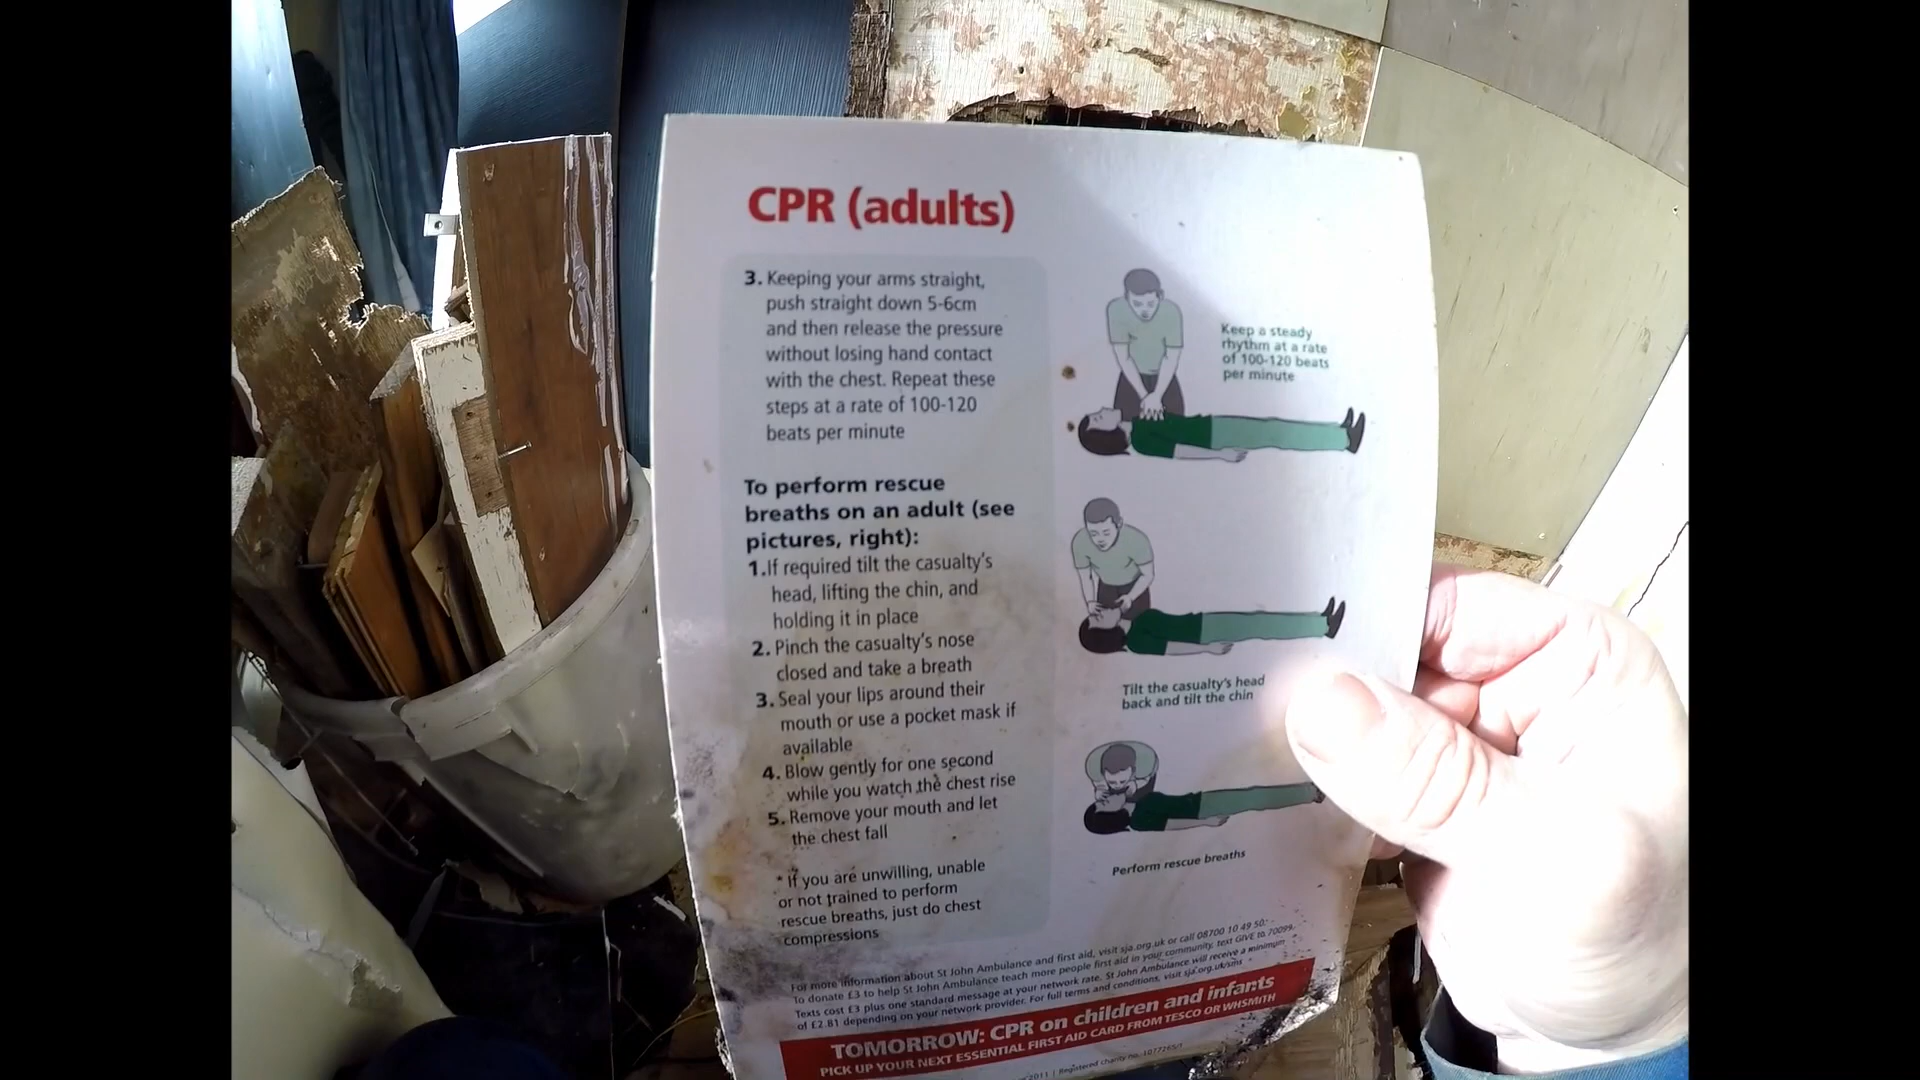 CPR (adults)
3. Keeping your arms straight,
push straight down 5-6cm
and then release the pressure
without losing hand contact
with the chest. Repeat these
steps at a rate of 100-120
beats per minute
To perform rescue
breaths on an adult (see
pictures, right):
1.If required tilt the casualty's
head, lifting the chin, and
holding it in place
2. Pinch the casualty's nose
closed and take a breath
3. Seal your lips around their
mouth or use a pocket mask if
available
4. Blow gently for one second
while you watch the chest rise
5. Remove your mouth and let
the chest fall
* If you are unwilling, unable
or not trained to perform
rescue breaths, just do chest
compressions
Keep a steady
rhythm at a rate
of 100-120 beats
per minute
Tilt the casualty's head
back and tilt the chin
Perform rescue breaths
For more information about St John Ambulance and first aid, visit sja.org.uk or call 08700 10 49 50.
To donate £3 to help St John Ambulance teach more people first aid in your community, text GIVE to 70099.
Texts cost £3 plus one standard message at your network rate. St John Ambulance will receive a minimum
of £2.81 depending on your network provider. For full terms and conditions, visit sja.org.uk/sms
TOMORROW: CPR on children and infants
PICK UP YOUR NEXT ESSENTIAL FIRST AID CARD FROM TESCO OR WHSMITH
2011 | Registered charity no.